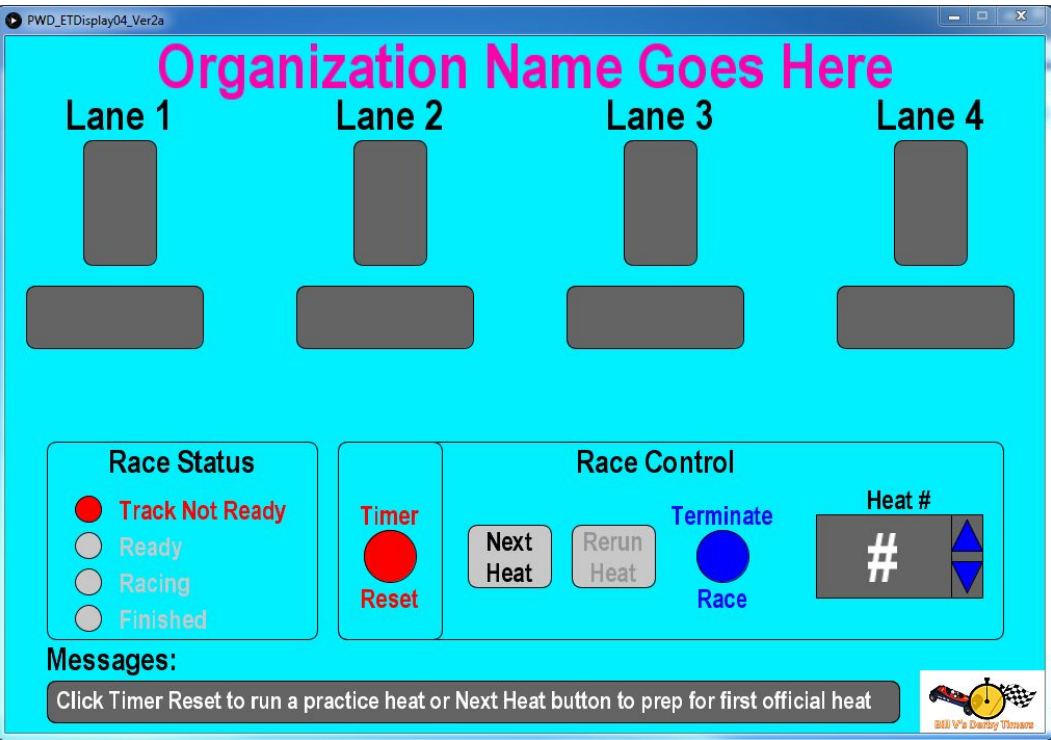 PWD_ETDisplay04_Ver2a
Organization Name Goes Here
Lane 1
Lane 2
Lane 3
Lane 4
Race Status
Track Not Ready
Ready
Racing
Finished
Race Control
Timer
Reset
Next
Heat
Rerun
Heat
Terminate
Race
Heat #
#
Messages:
Click Timer Reset to run a practice heat or Next Heat button to prep for first official heat
Bill V's Derby Timers